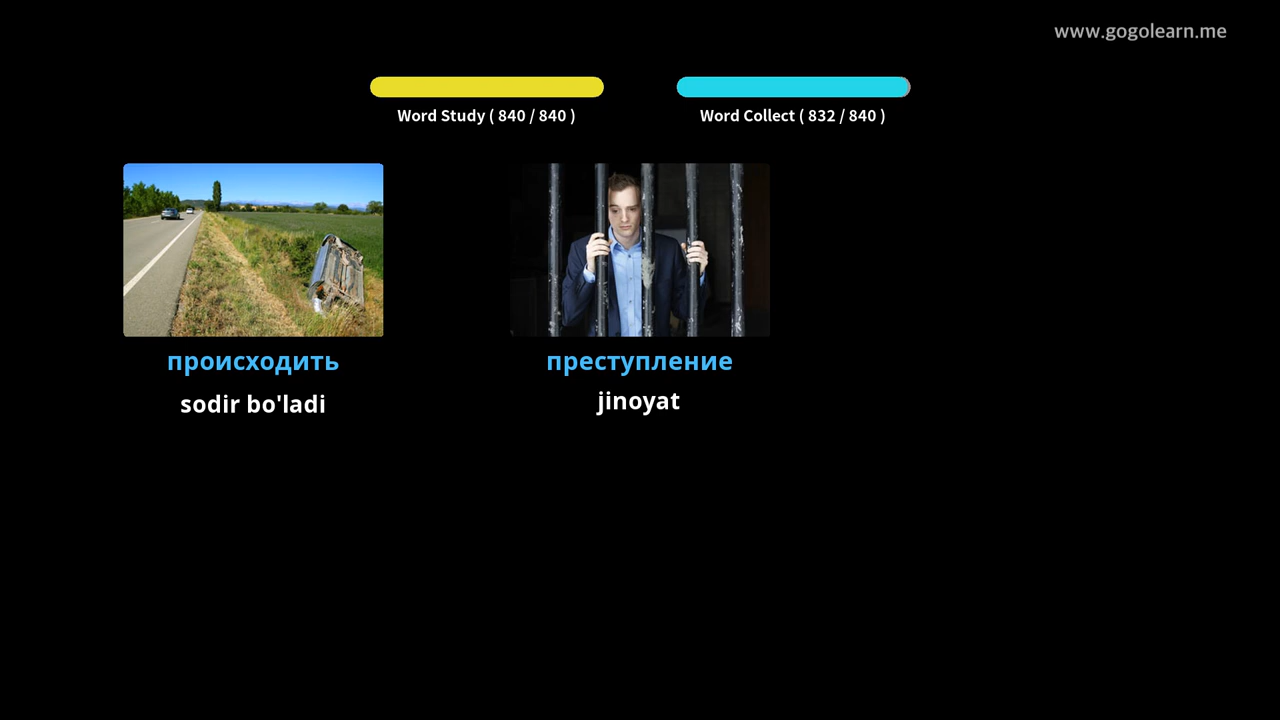 www.gogolearn.me
Word Study ( 840 / 840 )
Word Collect ( 832 / 840 )
происходить
sodir bo'ladi
преступление
jinoyat